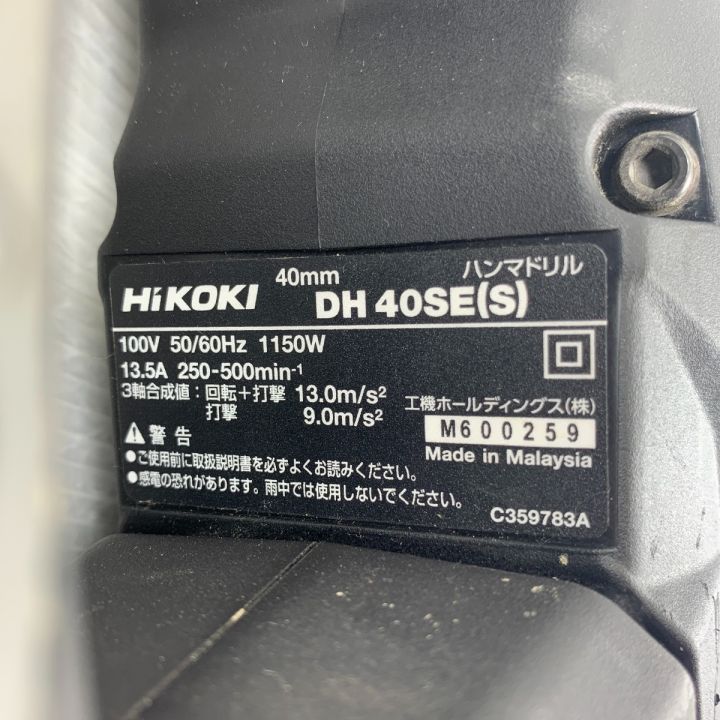 40mm ハンマドリル
HiKOKI DH 40SE(S)
100V 50/60Hz 1150W
13.5A 250-500min-1
3軸合成値：回転＋打撃 13.0m/s²
打撃 9.0m/s²
工機ホールディングス(株)
M600259
Made in Malaysia
警告
●ご使用前に取扱説明書を必ずよくお読みください。
●感電の恐れがあります。雨中では使用しないでください。
C359783A